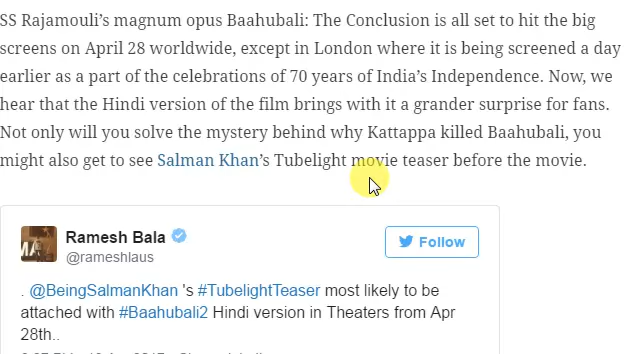 SS Rajamouli’s magnum opus Baahubali: The Conclusion is all set to hit the big
screens on April 28 worldwide, except in London where it is being screened a day
earlier as a part of the celebrations of 70 years of India’s Independence. Now, we
hear that the Hindi version of the film brings with it a grander surprise for fans.
Not only will you solve the mystery behind why Kattappa killed Baahubali, you
might also get to see Salman Khan’s Tubelight movie teaser before the movie.
Ramesh Bala
@rameshlaus
Follow
. @BeingSalmanKhan 's #TubelightTeaser most likely to be
attached with #Baahubali2 Hindi version in Theaters from Apr
28th..